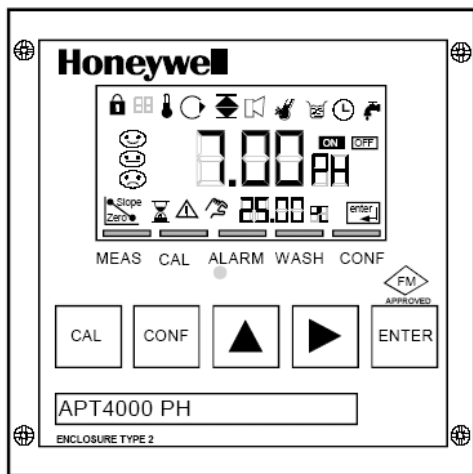 Honeywell
ON OFF
7.00 PH
Slope
Zero
25.00 °C
enter
MEAS CAL ALARM WASH CONF
FM
APPROVED
CAL CONF ENTER
APT4000 PH
ENCLOSURE TYPE 2